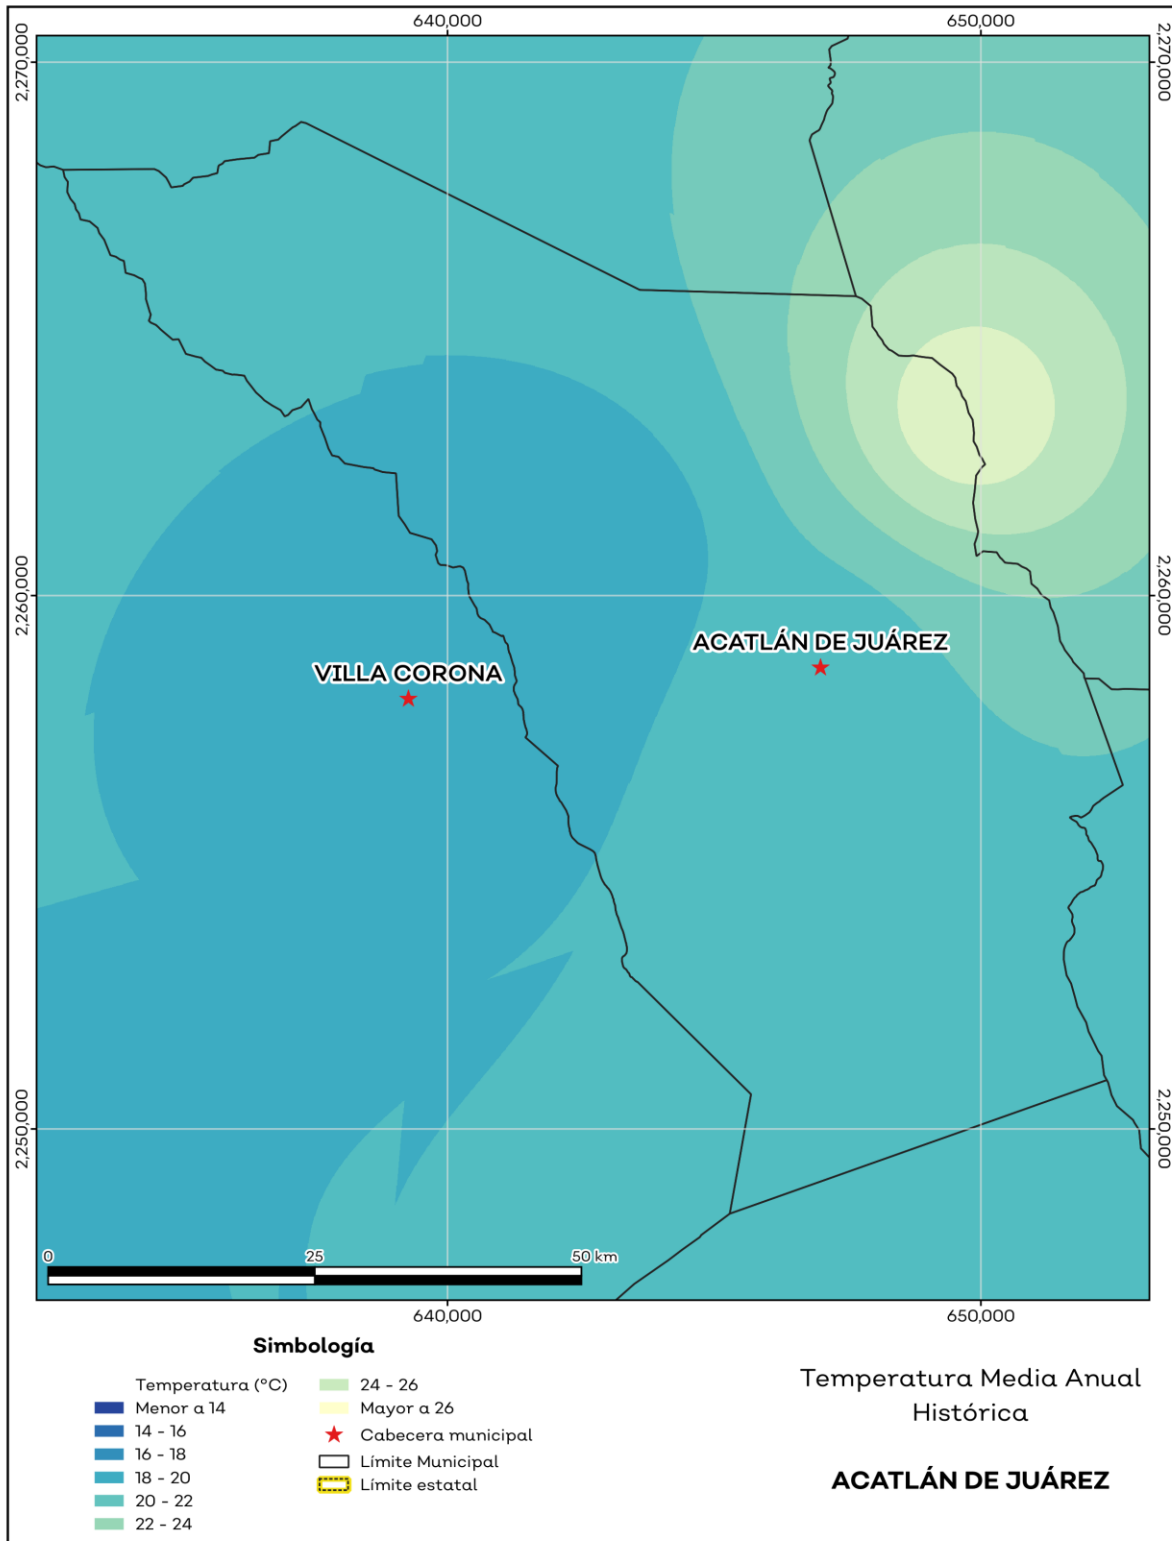 640,000
650,000
2,270,000
2,270,000
2,260,000
2,260,000
VILLA CORONA
ACATLÁN DE JUÁREZ
2,250,000
2,250,000
0
25
50 km
640,000
650,000
Simbología
Temperatura (°C)
Menor a 14
14 - 16
16 - 18
18 - 20
20 - 22
22 - 24
24 - 26
Mayor a 26
Cabecera municipal
Límite Municipal
Límite estatal
Temperatura Media Anual
Histórica
ACATLÁN DE JUÁREZ